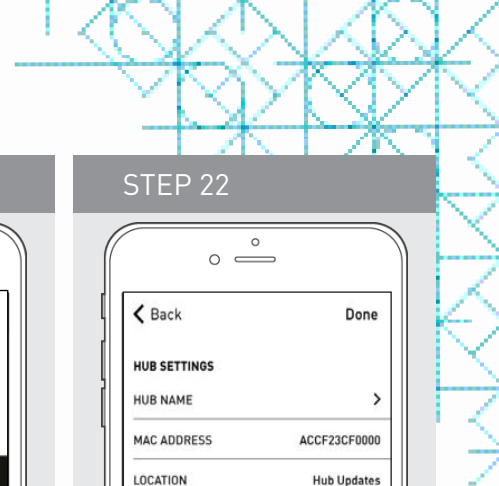 STEP 22
Back Done
HUB SETTINGS
HUB NAME
MAC ADDRESS ACCF23CF0000
LOCATION Hub Updates